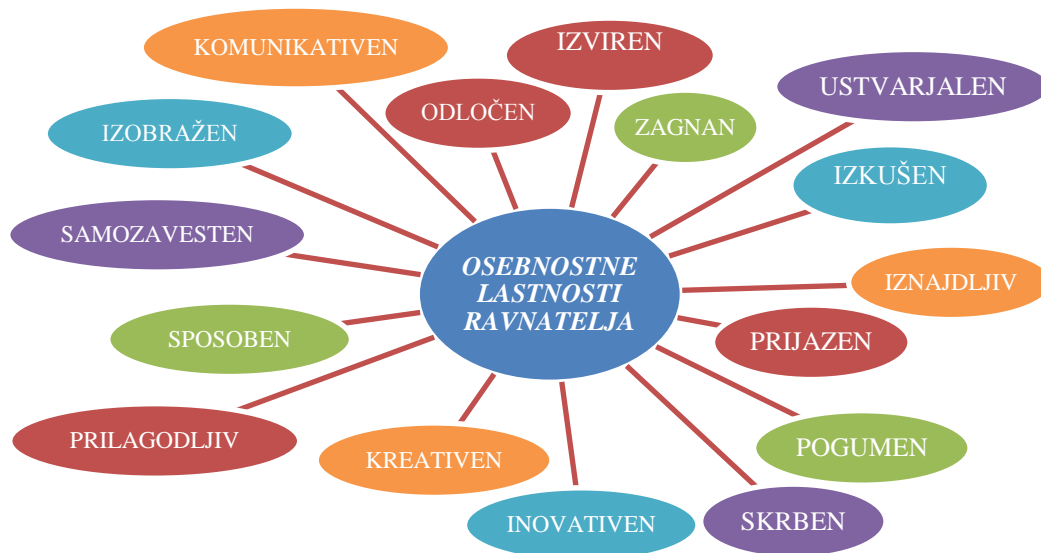 IZVIREN
KOMUNIKATIVEN
USTVARJALEN
ODLOČEN
ZAGNAN
IZOBRAŽEN
IZKUŠEN
SAMOZAVESTEN
OSEBNOSTNE
LASTNOSTI
RAVNATELJA
IZNAJDLJIV
SPOSOBEN
PRIJAZEN
PRILAGODLJIV
KREATIVEN
POGUMEN
INOVATIVEN
SKRBEN